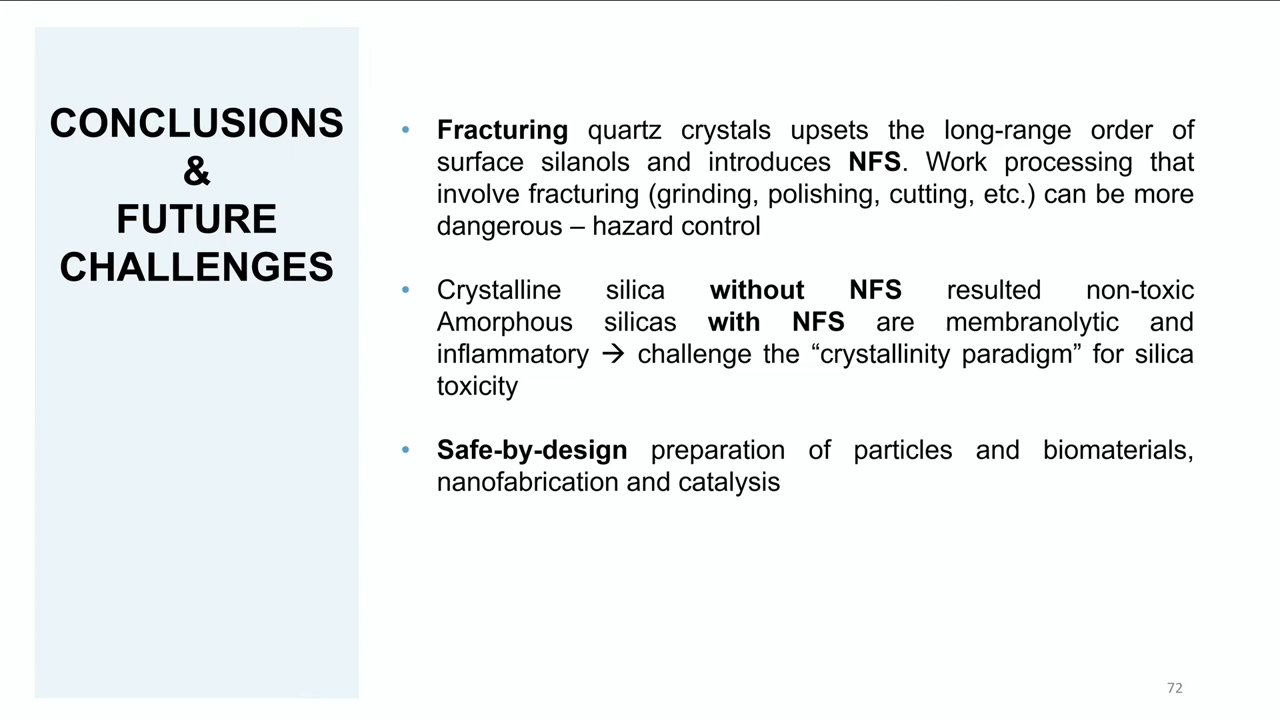 CONCLUSIONS
&
FUTURE
CHALLENGES
• Fracturing quartz crystals upsets the long-range order of
surface silanols and introduces NFS. Work processing that
involve fracturing (grinding, polishing, cutting, etc.) can be more
dangerous – hazard control
• Crystalline silica without NFS resulted non-toxic
Amorphous silicas with NFS are membranolytic and
inflammatory → challenge the “crystallinity paradigm” for silica
toxicity
• Safe-by-design preparation of particles and biomaterials,
nanofabrication and catalysis
72